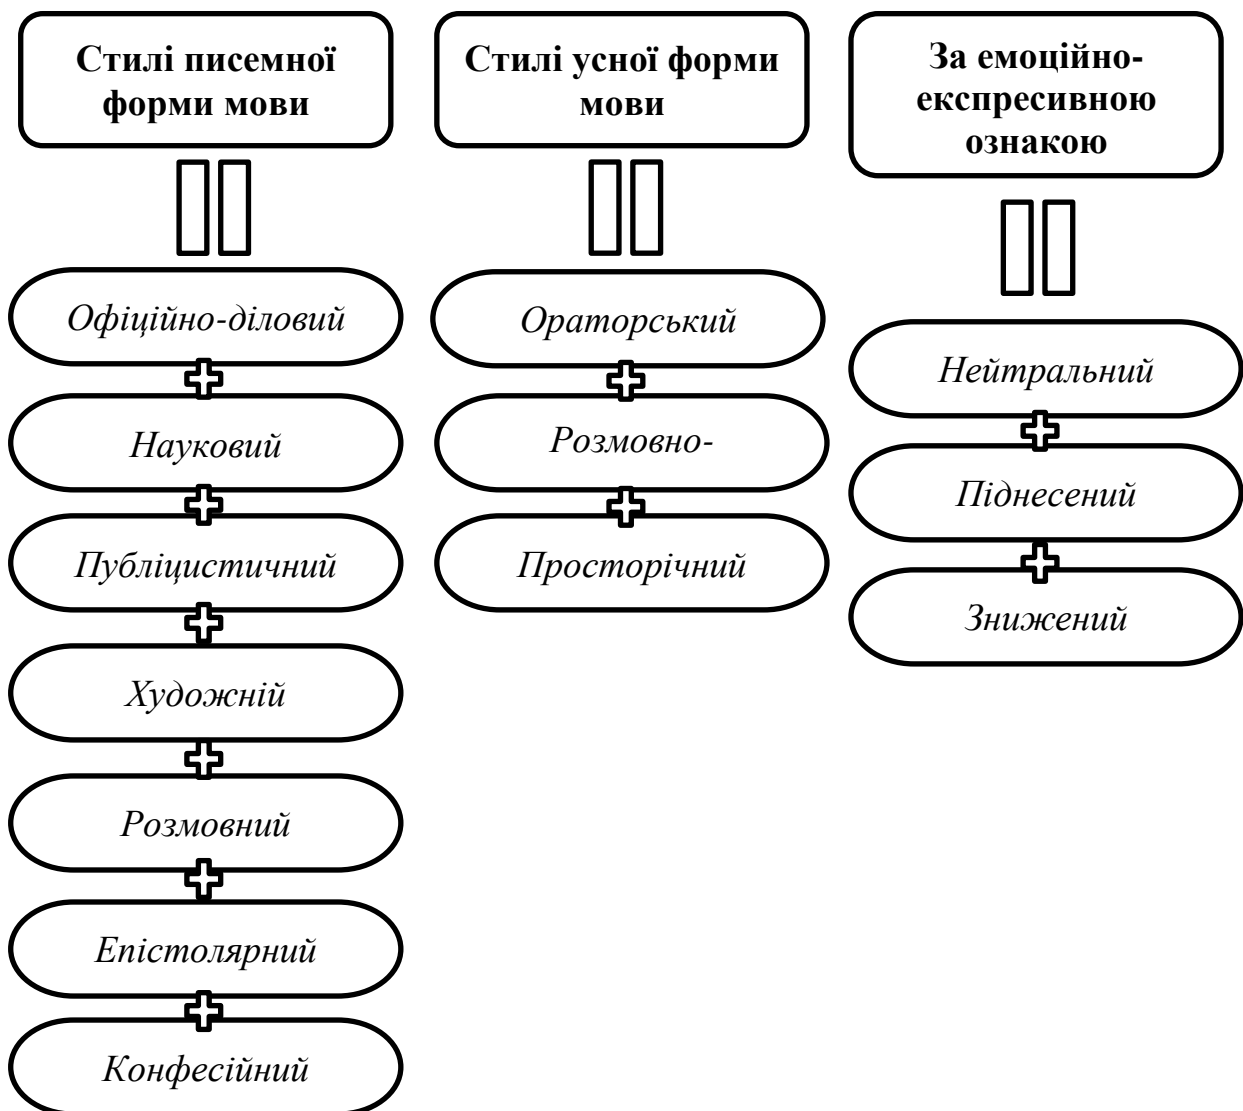 Стилі писемної
форми мови
Офіційно-діловий
Науковий
Публіцистичний
Художній
Розмовний
Епістолярний
Конфесійний
Стилі усної форми
мови
Ораторський
Розмовно-
Просторічний
За емоційно-
експресивною
ознакою
Нейтральний
Піднесений
Знижений